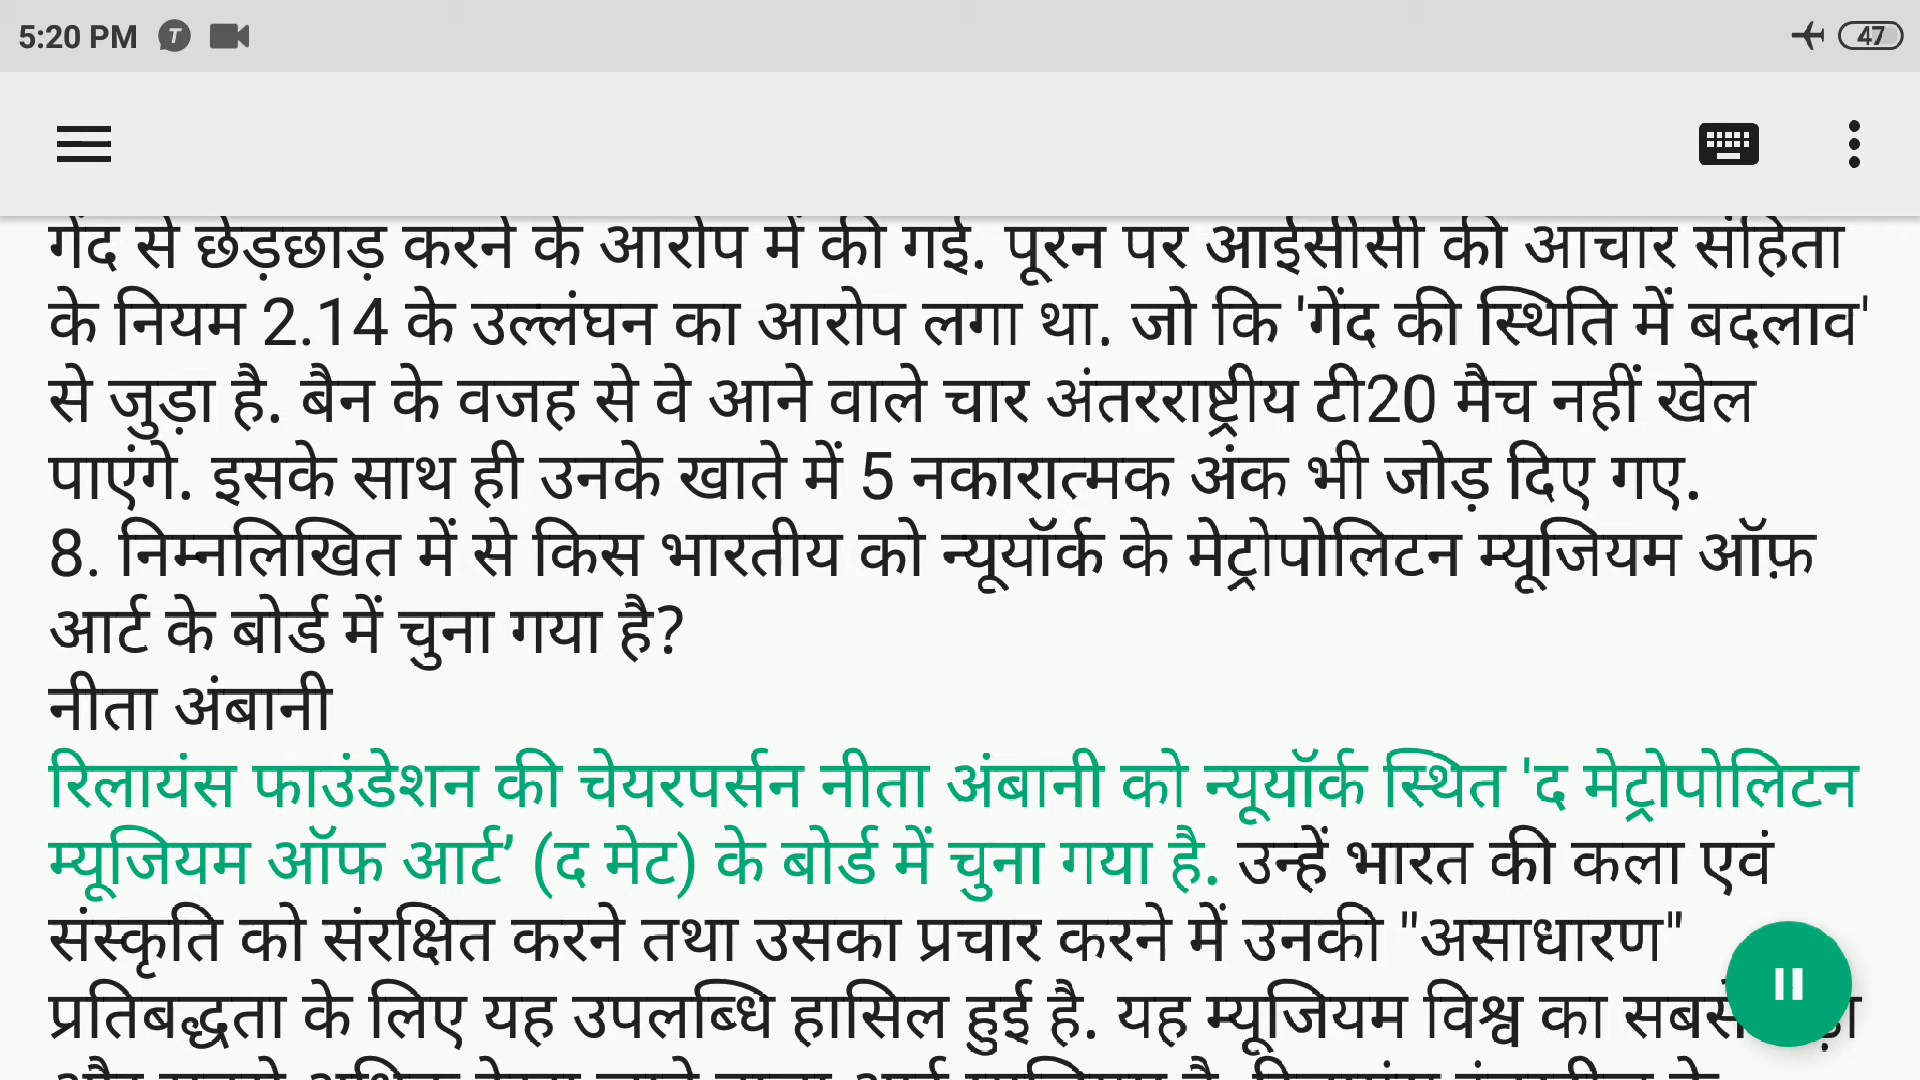 5:20 PM
47
गेंद से छेड़छाड़ करने के आरोप में की गई. पूरन पर आईसीसी की आचार संहिता
के नियम 2.14 के उल्लंघन का आरोप लगा था. जो कि 'गेंद की स्थिति में बदलाव'
से जुड़ा है. बैन के वजह से वे आने वाले चार अंतरराष्ट्रीय टी20 मैच नहीं खेल
पाएंगे. इसके साथ ही उनके खाते में 5 नकारात्मक अंक भी जोड़ दिए गए.
8. निम्नलिखित में से किस भारतीय को न्यूयॉर्क के मेट्रोपोलिटन म्यूजियम ऑफ़
आर्ट के बोर्ड में चुना गया है?
नीता अंबानी
रिलायंस फाउंडेशन की चेयरपर्सन नीता अंबानी को न्यूयॉर्क स्थित 'द मेट्रोपोलिटन
म्यूजियम ऑफ आर्ट’ (द मेट) के बोर्ड में चुना गया है. उन्हें भारत की कला एवं
संस्कृति को संरक्षित करने तथा उसका प्रचार करने में उनकी "असाधारण"
प्रतिबद्धता के लिए यह उपलब्धि हासिल हुई है. यह म्यूजियम विश्व का